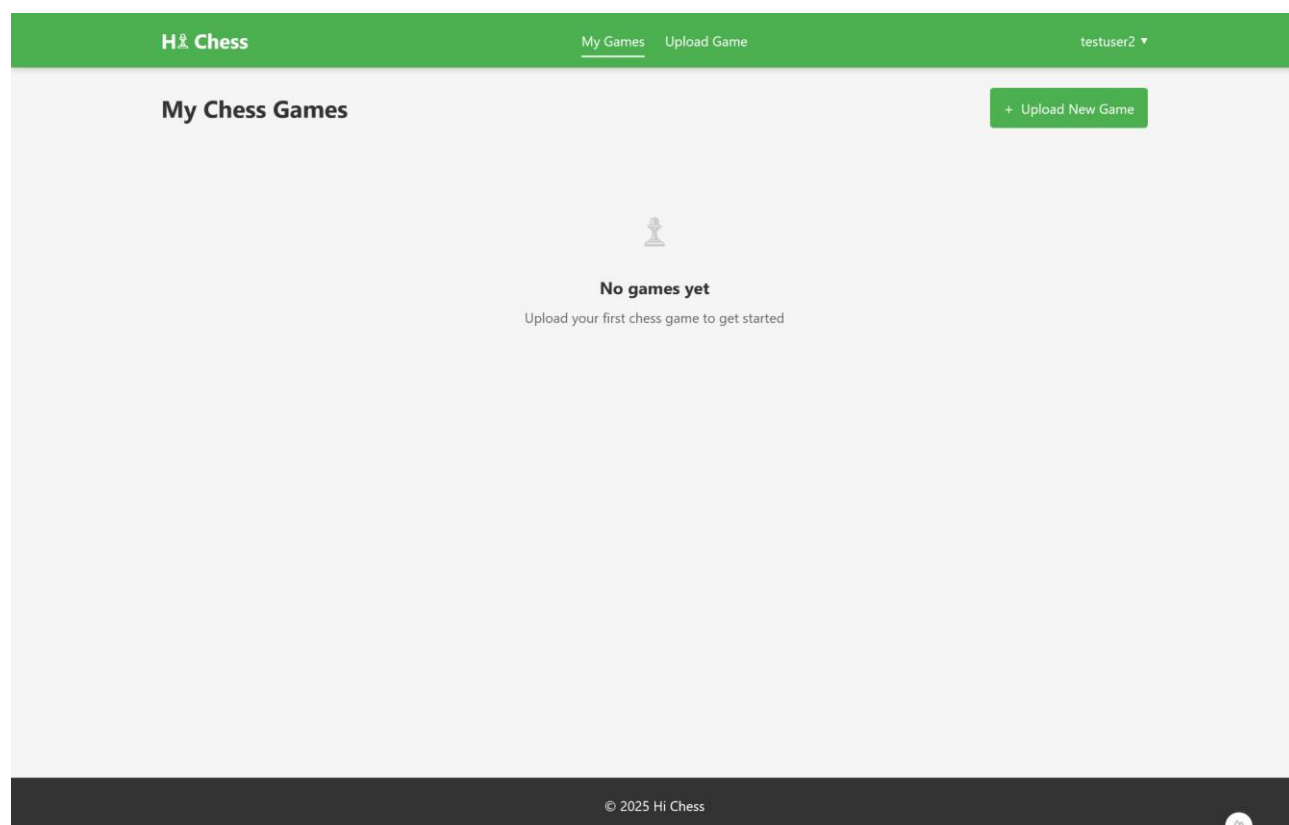 H♙ Chess
My Games
Upload Game
testuser2 ▼
My Chess Games
+ Upload New Game
No games yet
Upload your first chess game to get started
© 2025 Hi Chess